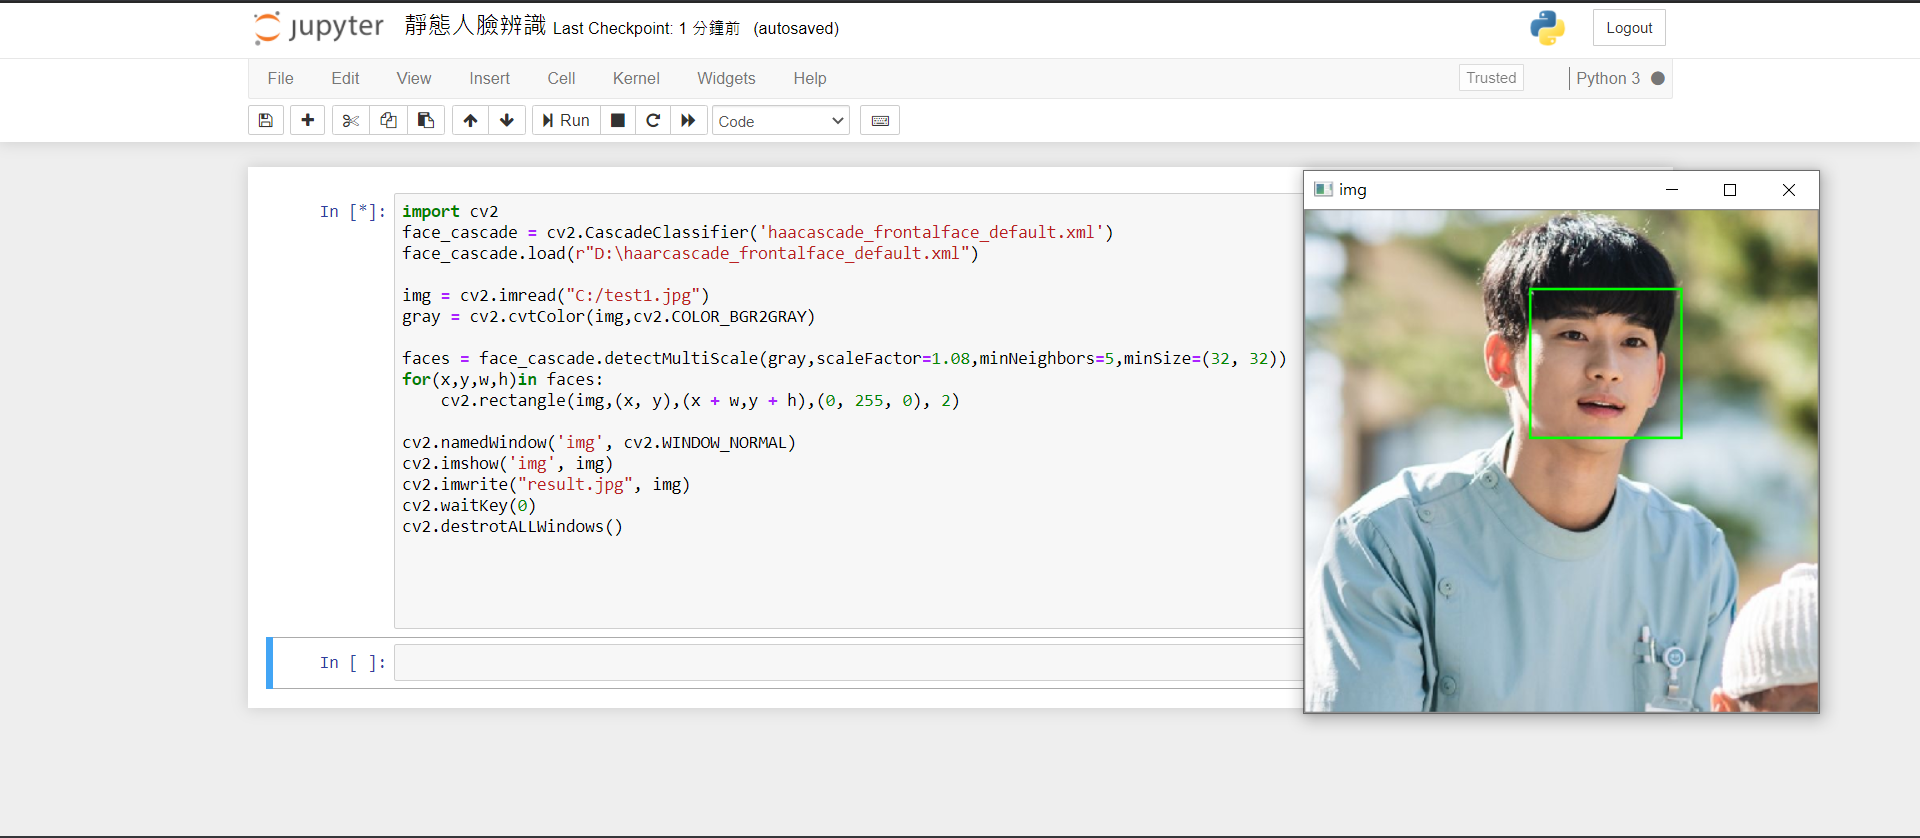 jupyter 靜態人臉辨識 Last Checkpoint: 1 分鐘前 (autosaved)
Logout
File Edit View Insert Cell Kernel Widgets Help
Trusted
Python 3
Run
Code
In [*]:
import cv2
face_cascade = cv2.CascadeClassifier('haacascade_frontalface_default.xml')
face_cascade.load(r"D:\haarcascade_frontalface_default.xml")
img = cv2.imread("C:/test1.jpg")
gray = cv2.cvtColor(img,cv2.COLOR_BGR2GRAY)
faces = face_cascade.detectMultiScale(gray,scaleFactor=1.08,minNeighbors=5,minSize=(32, 32))
for(x,y,w,h)in faces:
    cv2.rectangle(img,(x, y),(x + w,y + h),(0, 255, 0), 2)
cv2.namedWindow('img', cv2.WINDOW_NORMAL)
cv2.imshow('img', img)
cv2.imwrite("result.jpg", img)
cv2.waitKey(0)
cv2.destrotALLWindows()
In [ ]:
img